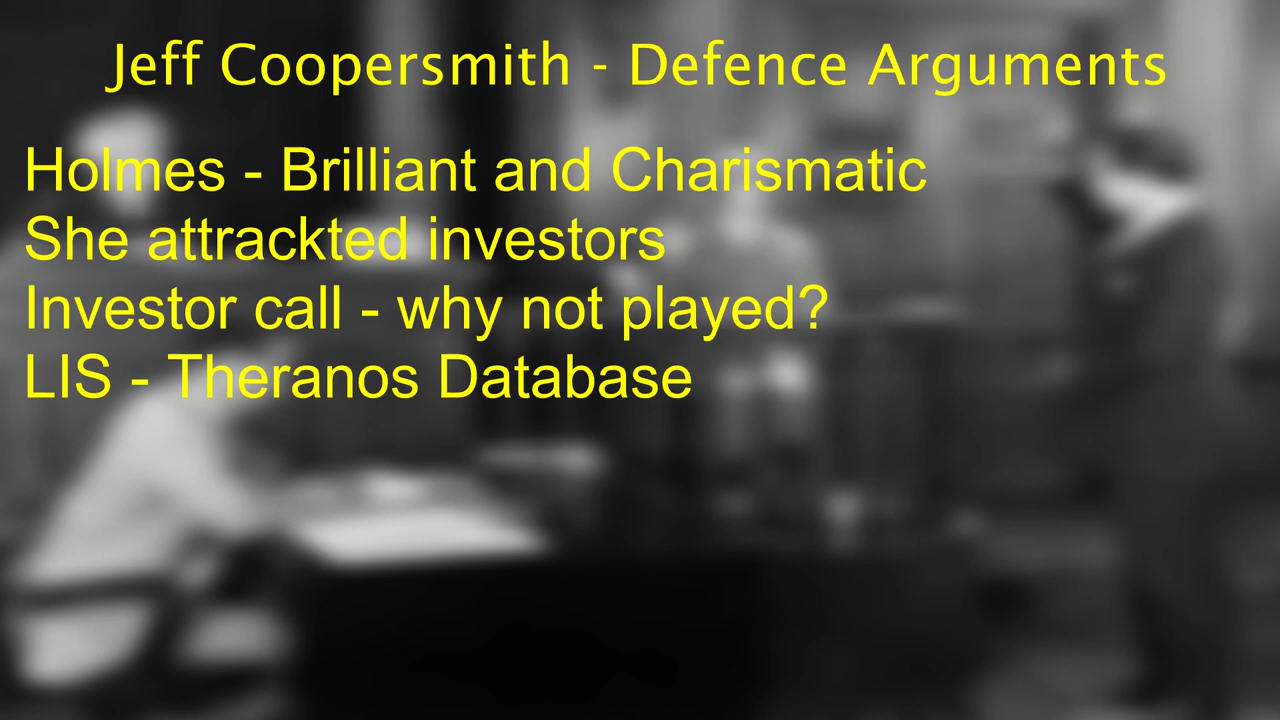 Jeff Coopersmith - Defence Arguments
Holmes - Brilliant and Charismatic
She attrackted investors
Investor call - why not played?
LIS - Theranos Database